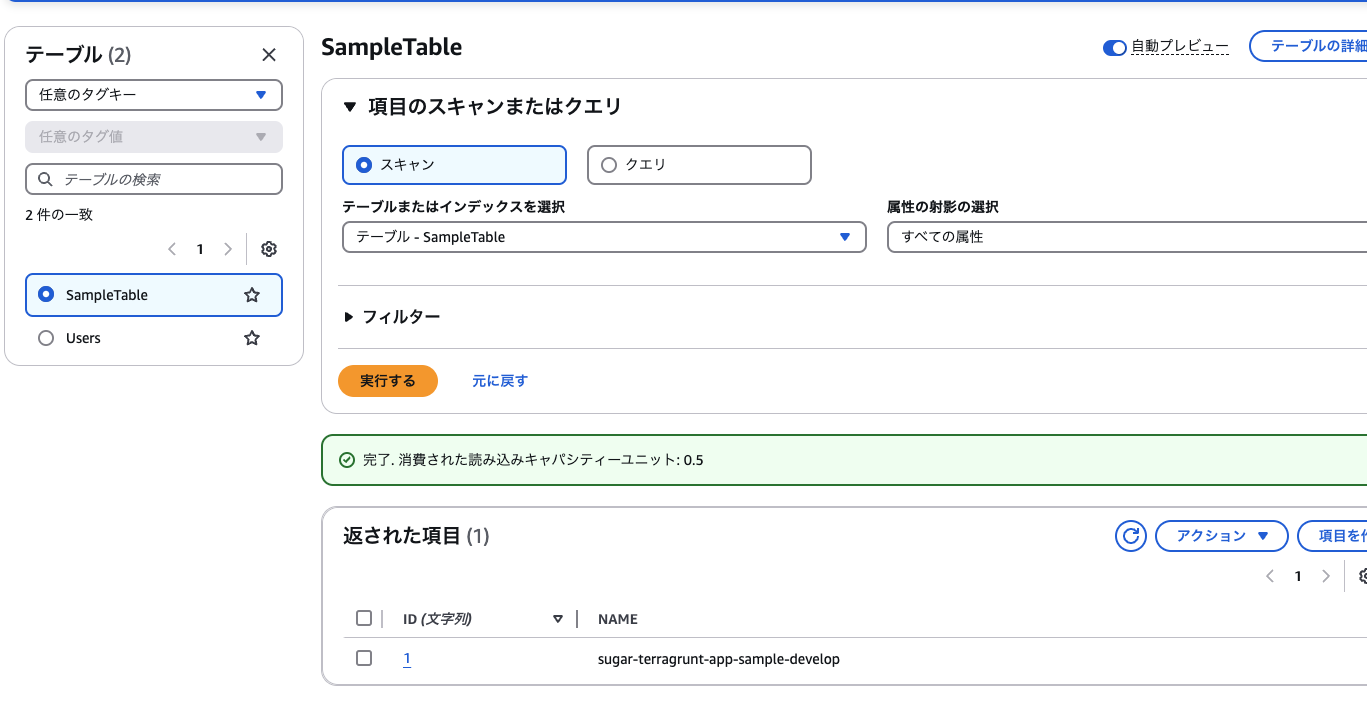 テーブル (2)
任意のタグキー
任意のタグ値
テーブルの検索
2 件の一致
1
SampleTable
Users
SampleTable
自動プレビュー
テーブルの詳細
項目のスキャンまたはクエリ
スキャン
クエリ
テーブルまたはインデックスを選択
属性の射影の選択
テーブル - SampleTable
すべての属性
フィルター
実行する
元に戻す
完了. 消費された読み込みキャパシティーユニット: 0.5
返された項目 (1)
アクション
項目を
1
ID (文字列)
NAME
1
sugar-terragrunt-app-sample-develop